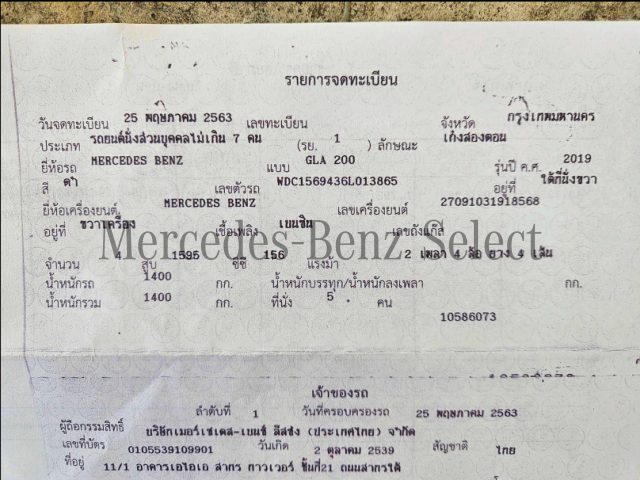 รายการจดทะเบียน
วันจดทะเบียน 25 พฤษภาคม 2563 เลขทะเบียน จังหวัด กรุงเทพมหานคร
ประเภท รถยนต์นั่งส่วนบุคคลไม่เกิน 7 คน (รย. 1 ) ลักษณะ เก๋งสองตอน
ยี่ห้อรถ MERCEDES BENZ แบบ GLA 200 รุ่นปี ค.ศ. 2019
สี ดำ เลขตัวรถ WDC1569436L013865 อยู่ที่ ใต้ที่นั่งขวา
ยี่ห้อเครื่องยนต์ MERCEDES BENZ เลขเครื่องยนต์ 27091031918568
อยู่ที่ ขวาเครื่อง เชื้อเพลิง เบนซิน เลขถังแก๊ส
Mercedes-Benz Select
จำนวน 4 สูบ 1595 ซีซี 156 แรงม้า 2 เพลา 4 ล้อ ยาง 4 เส้น
น้ำหนักรถ 1400 กก. น้ำหนักบรรทุก/น้ำหนักลงเพลา กก.
น้ำหนักรวม 1400 กก. ที่นั่ง 5 คน
10586073
เจ้าของรถ
ลำดับที่ 1 วันที่ครอบครองรถ 25 พฤษภาคม 2563
ผู้ถือกรรมสิทธิ์ บริษัทเมอร์เซเดส-เบนซ์ ลีสซิ่ง (ประเทศไทย) จำกัด
เลขที่บัตร 0105539109901 วันเกิด 2 ตุลาคม 2539 สัญชาติ ไทย
ที่อยู่ 11/1 อาคารเอไอเอ สาทร ทาวเวอร์ ชั้นที่21 ถนนสาทรใต้